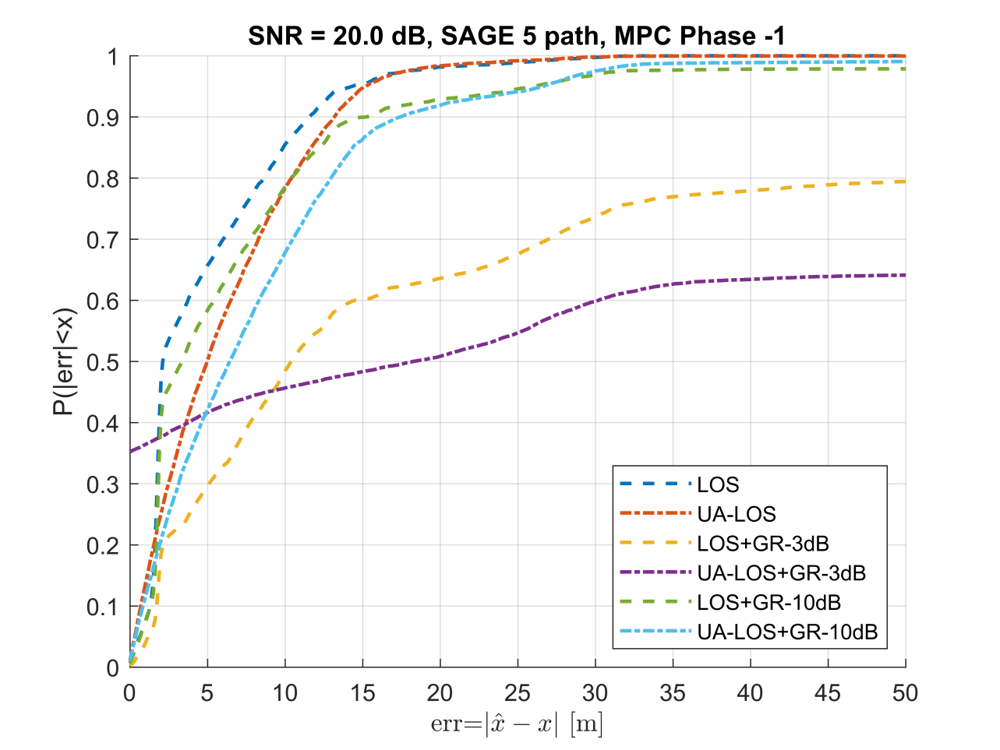 SNR = 20.0 dB, SAGE 5 path, MPC Phase -1
1
0.9
0.8
0.7
0.6
0.5
0.4
0.3
0.2
0.1
0
P(|err|<x)
LOS
UA-LOS
LOS+GR-3dB
UA-LOS+GR-3dB
LOS+GR-10dB
UA-LOS+GR-10dB
0 5 10 15 20 25 30 35 40 45 50
err=|x̂ − x| [m]